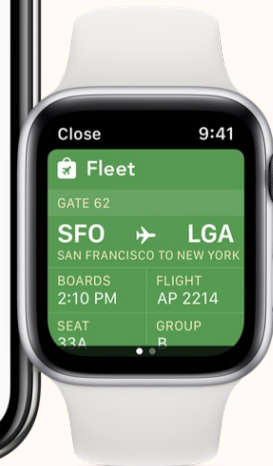 Close 9:41
Fleet
GATE 62
SFO LGA
SAN FRANCISCO TO NEW YORK
BOARDS FLIGHT
2:10 PM AP 2214
SEAT GROUP
33A B